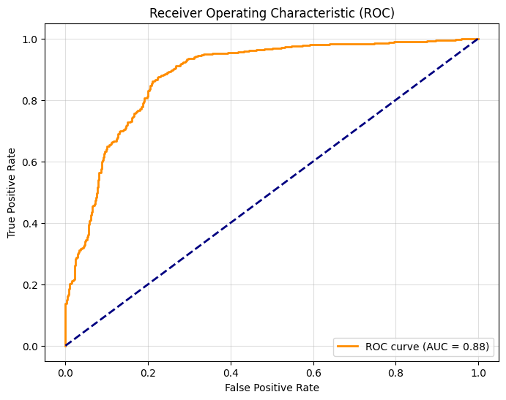 Receiver Operating Characteristic (ROC)
1.0
0.8
0.6
0.4
0.2
0.0
True Positive Rate
ROC curve (AUC = 0.88)
0.0 0.2 0.4 0.6 0.8 1.0
False Positive Rate